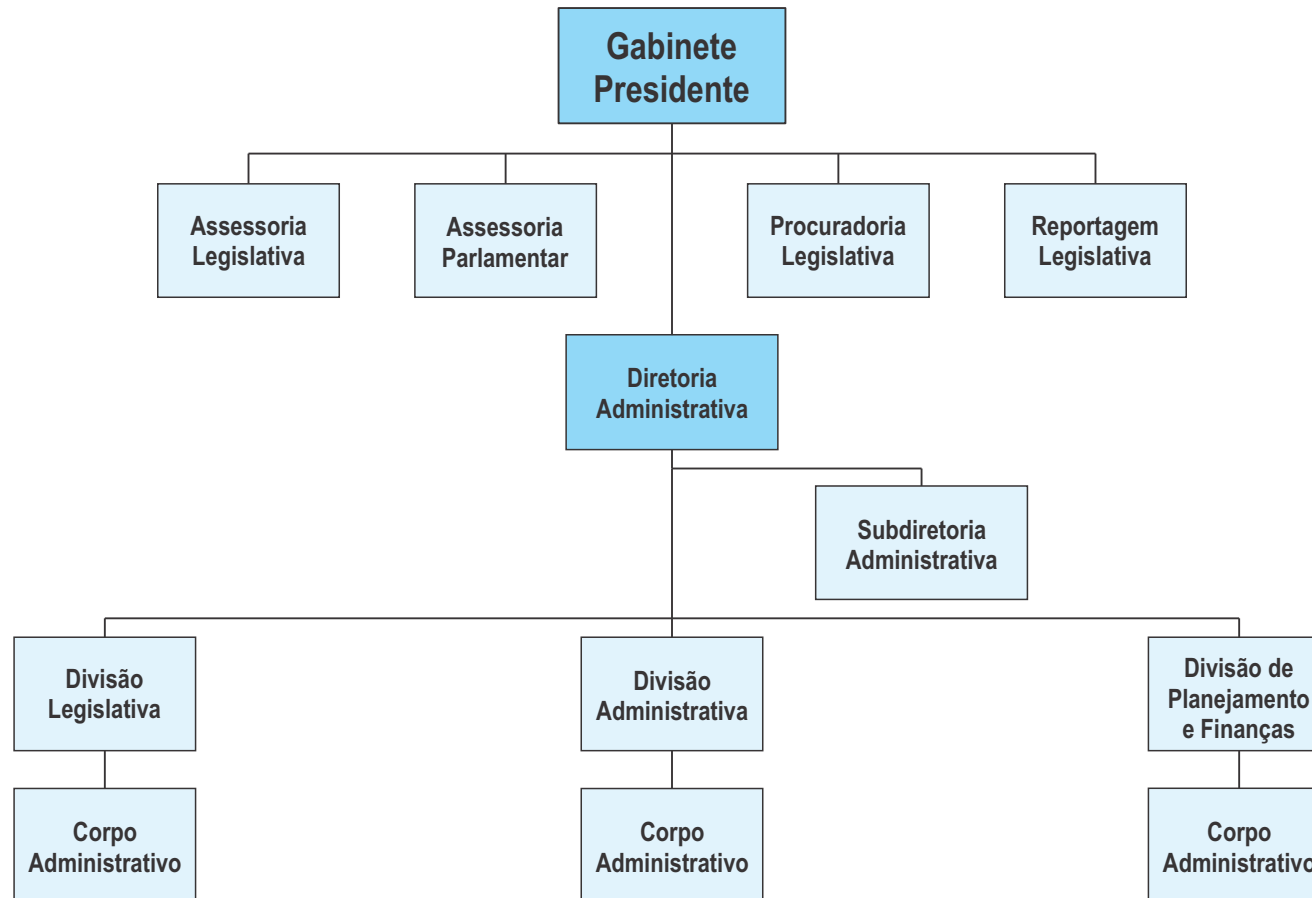 Gabinete
Presidente
Assessoria
Legislativa
Assessoria
Parlamentar
Procuradoria
Legislativa
Reportagem
Legislativa
Diretoria
Administrativa
Subdiretoria
Administrativa
Divisão
Legislativa
Divisão
Administrativa
Divisão de
Planejamento
e Finanças
Corpo
Administrativo
Corpo
Administrativo
Corpo
Administrativo